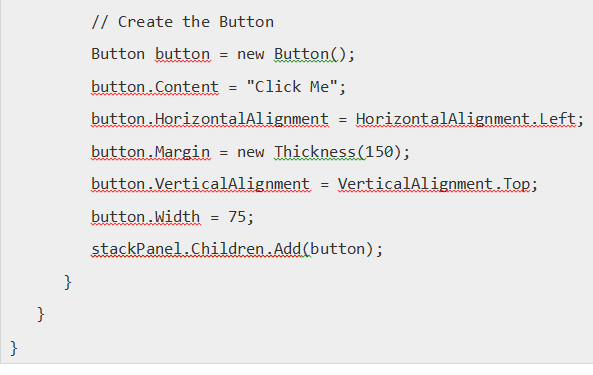 // Create the Button
Button button = new Button();
button.Content = "Click Me";
button.HorizontalAlignment = HorizontalAlignment.Left;
button.Margin = new Thickness(150);
button.VerticalAlignment = VerticalAlignment.Top;
button.Width = 75;
stackPanel.Children.Add(button);
}
}
}